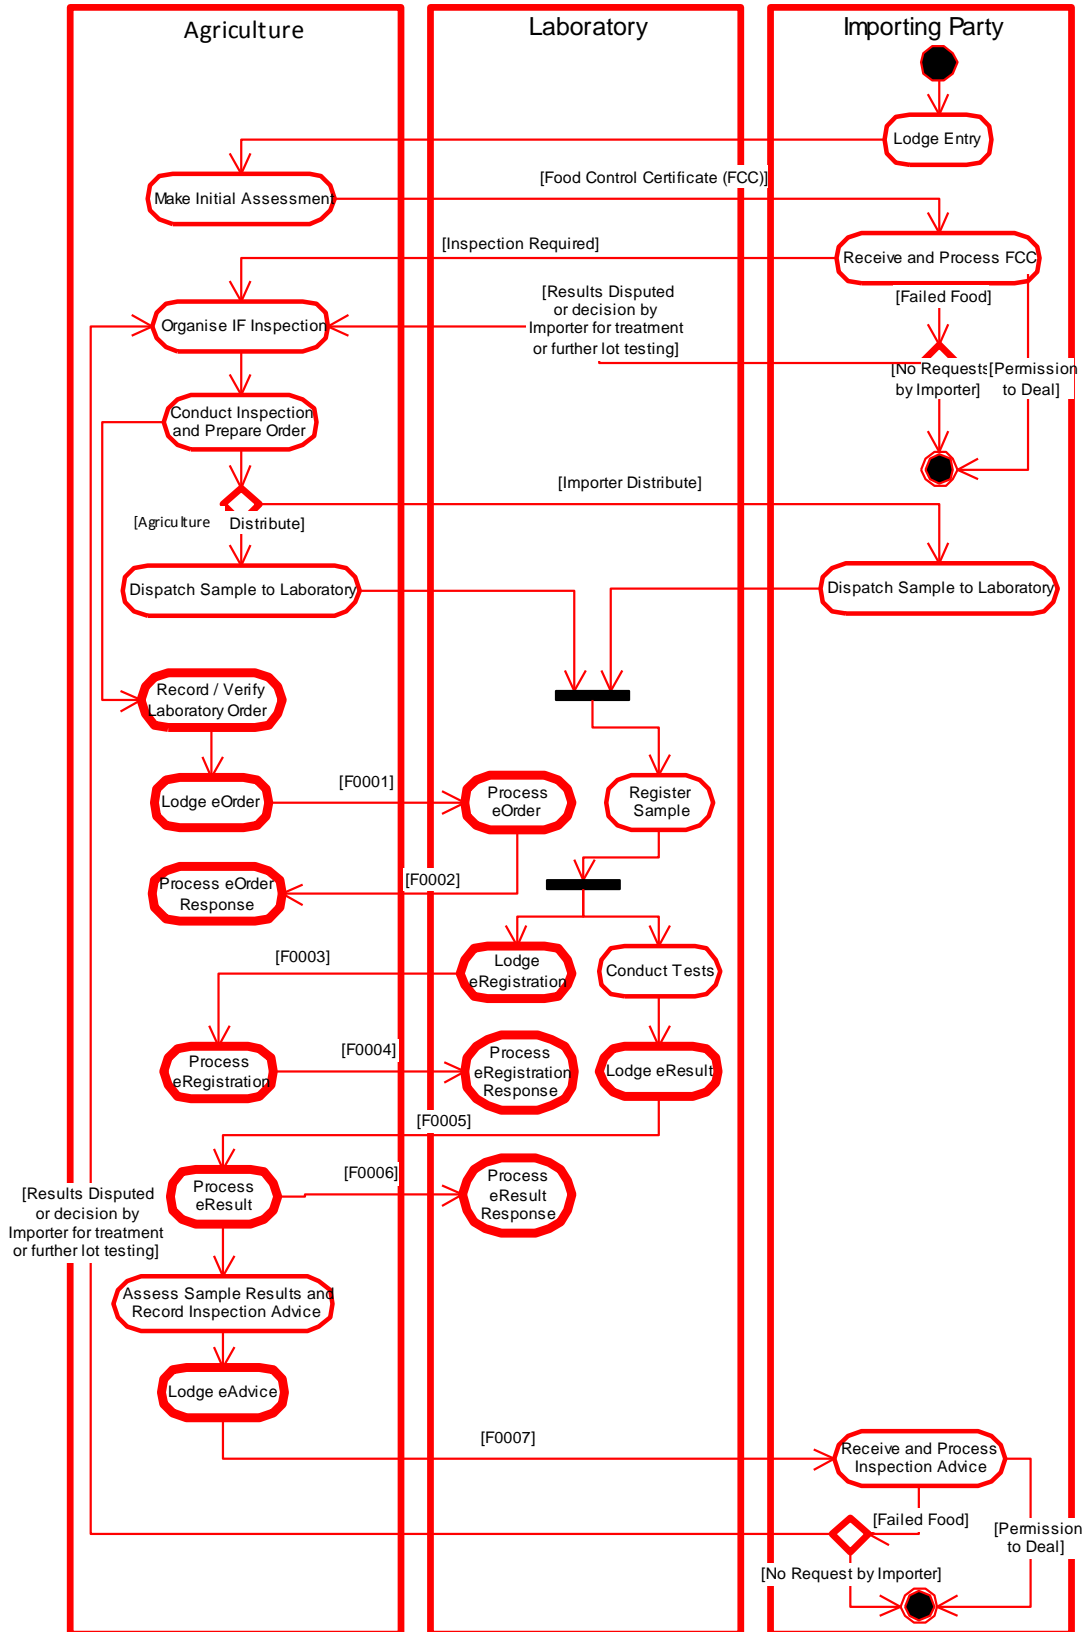 Agriculture
Laboratory
Importing Party
Lodge Entry
Make Initial Assessment
[Food Control Certificate (FCC)]
[Inspection Required]
Receive and Process FCC
[Results Disputed
or decision by
Importer for treatment
or further lot testing]
[Failed Food]
Organise IF Inspection
[No Requests
by Importer]
[Permission
to Deal]
Conduct Inspection
and Prepare Order
[Importer Distribute]
[Agriculture Distribute]
Dispatch Sample to Laboratory
Dispatch Sample to Laboratory
Record / Verify
Laboratory Order
Lodge eOrder
[F0001]
Process
eOrder
Register
Sample
Process eOrder
Response
[F0002]
[F0003]
Lodge
eRegistration
Conduct Tests
Process
eRegistration
[F0004]
Process
eRegistration
Response
Lodge eResult
[F0005]
Process
eResult
[F0006]
Process
eResult
Response
[Results Disputed
or decision by
Importer for treatment
or further lot testing]
Assess Sample Results and
Record Inspection Advice
Lodge eAdvice
[F0007]
Receive and Process
Inspection Advice
[Failed Food]
[Permission
to Deal]
[No Request by Importer]